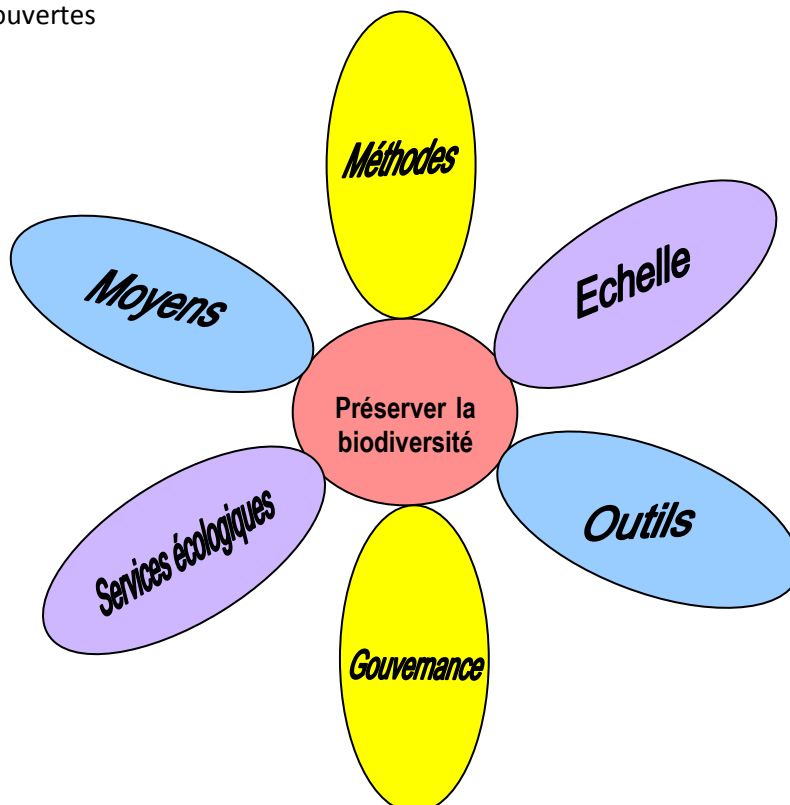 ouvertes
Méthodes
Echelle
Moyens
Préserver la
biodiversité
Outils
Services écologiques
Gouvernance